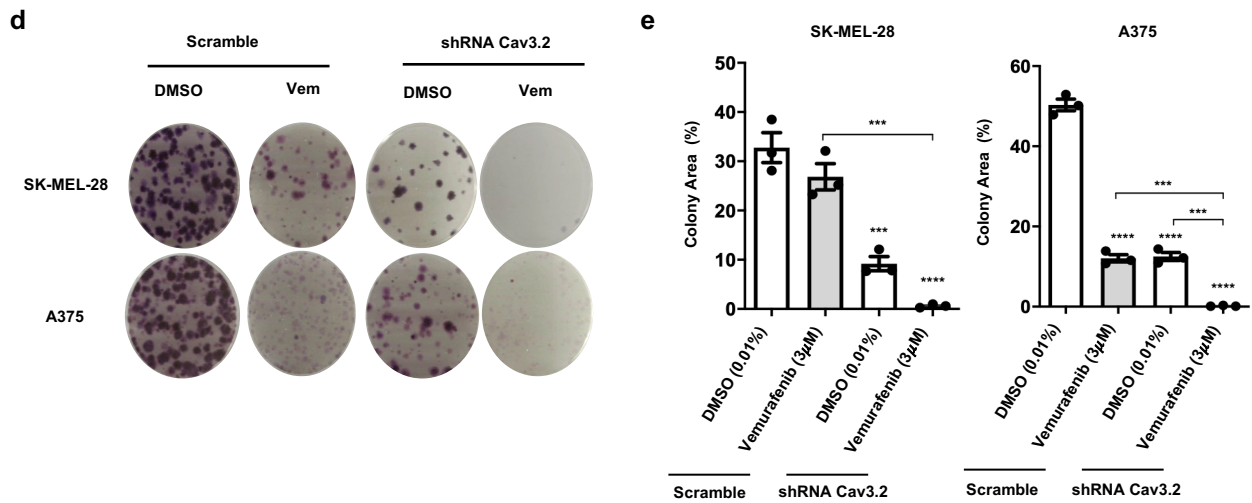 d
Scramble
shRNA Cav3.2
DMSO
Vem
DMSO
Vem
SK-MEL-28
A375
e
SK-MEL-28
Colony Area (%)
50
40
30
20
10
0
***
***
****
DMSO (0.01%)
Vemurafenib (3µM)
DMSO (0.01%)
Vemurafenib (3µM)
Scramble
shRNA Cav3.2
A375
Colony Area (%)
60
40
20
0
***
***
****
****
****
DMSO (0.01%)
Vemurafenib (3µM)
DMSO (0.01%)
Vemurafenib (3µM)
Scramble
shRNA Cav3.2